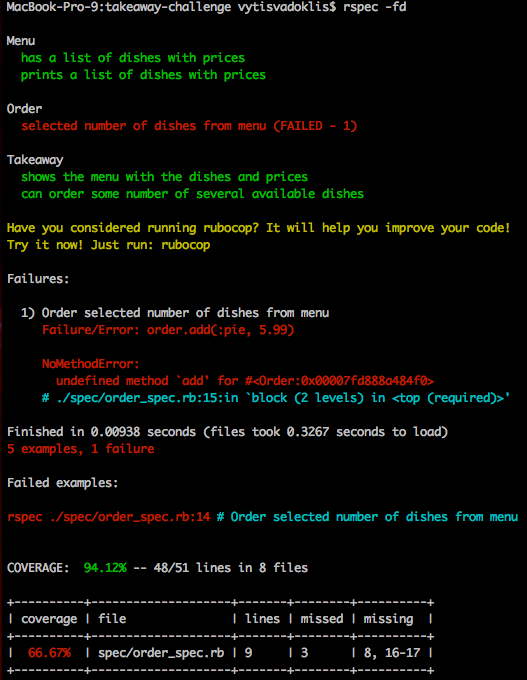 MacBook-Pro-9:takeaway-challenge vytisvadoklis$ rspec -fd
Menu
  has a list of dishes with prices
  prints a list of dishes with prices
Order
  selected number of dishes from menu (FAILED - 1)
Takeaway
  shows the menu with the dishes and prices
  can order some number of several available dishes
Have you considered running rubocop? It will help you improve your code!
Try it now! Just run: rubocop
Failures:
  1) Order selected number of dishes from menu
     Failure/Error: order.add(:pie, 5.99)
     NoMethodError:
       undefined method `add' for #<Order:0x00007fd888a484f0>
     # ./spec/order_spec.rb:15:in `block (2 levels) in <top (required)>'
Finished in 0.00938 seconds (files took 0.3267 seconds to load)
5 examples, 1 failure
Failed examples:
rspec ./spec/order_spec.rb:14 # Order selected number of dishes from menu
COVERAGE:  94.12% -- 48/51 lines in 8 files
+----------+--------------------+-------+--------+----------+
| coverage | file               | lines | missed | missing  |
+----------+--------------------+-------+--------+----------+
|  66.67%  | spec/order_spec.rb | 9     | 3      | 8, 16-17 |
+----------+--------------------+-------+--------+----------+